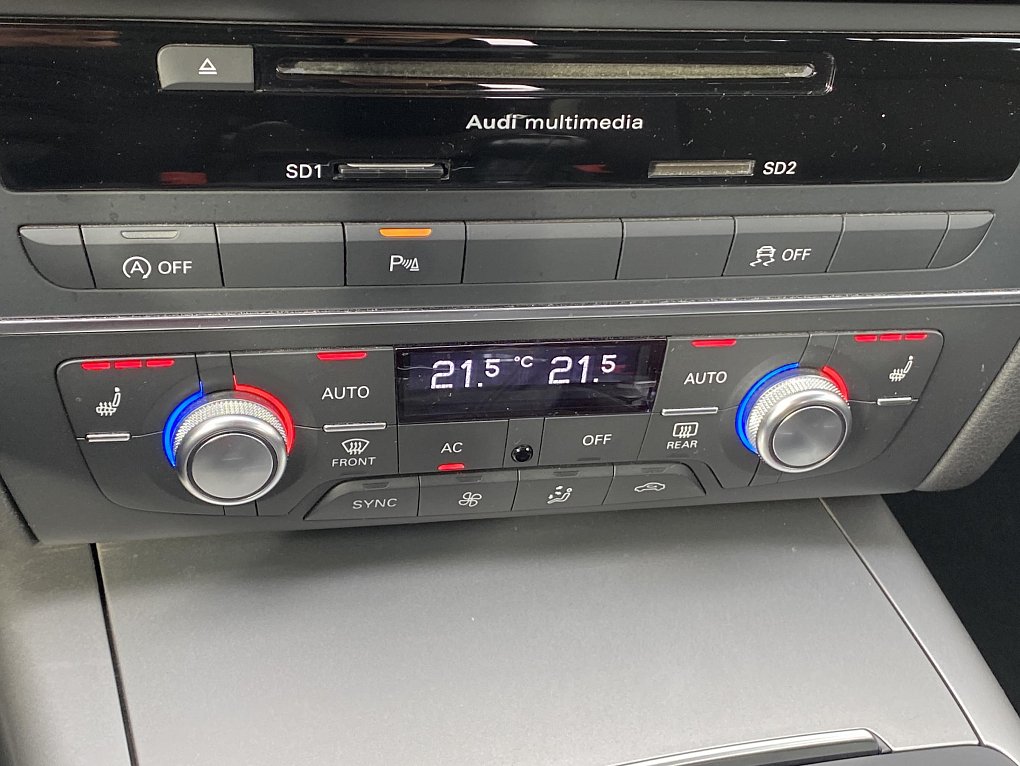 Audi multimedia
SD1
SD2
A OFF
P
OFF
21.5 °C 21.5
AUTO
AUTO
FRONT
AC
OFF
REAR
SYNC